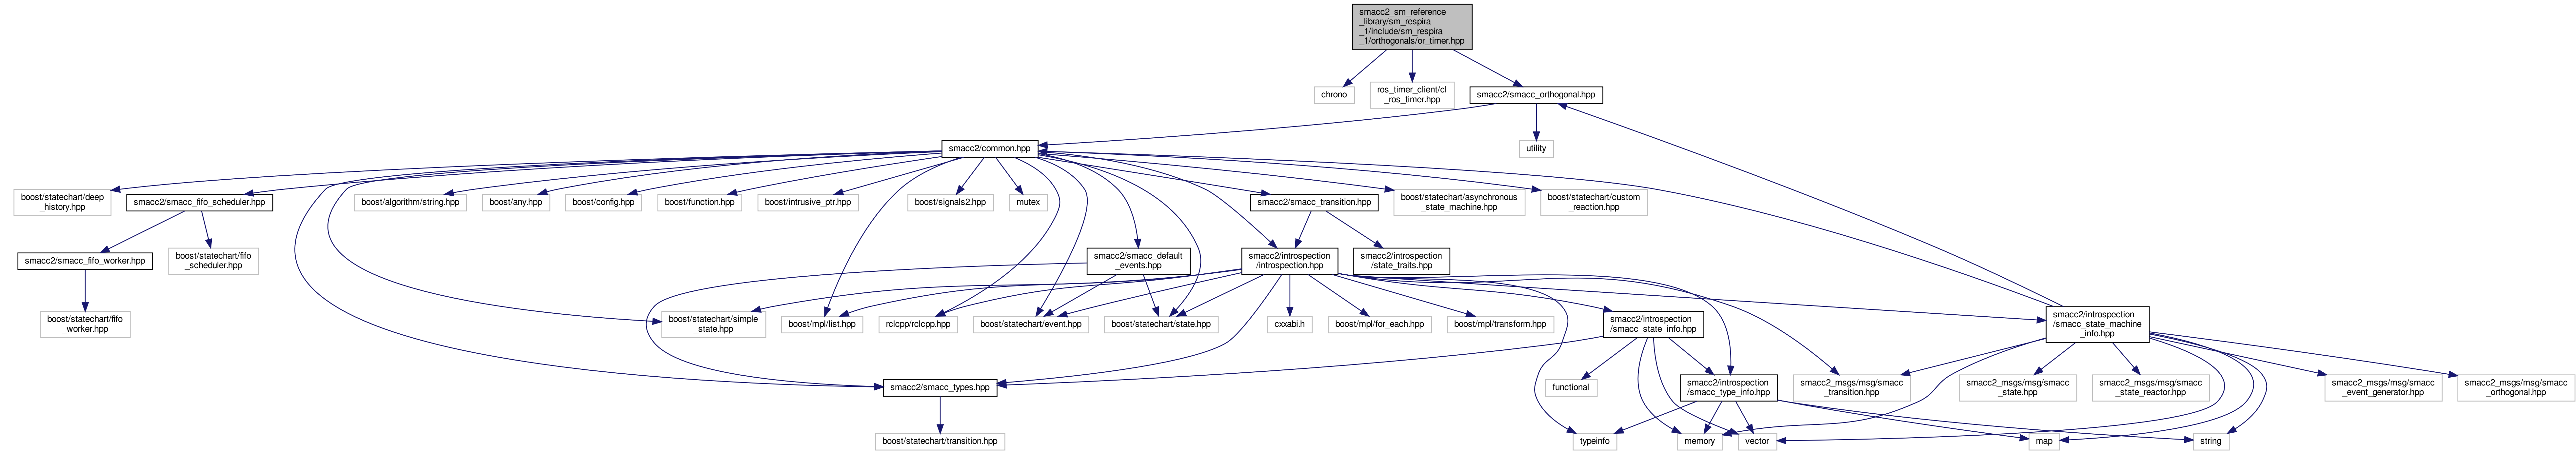 smacc2_sm_reference
_library/sm_respira
_1/include/sm_respira
_1/orthogonals/or_timer.hpp
chrono
ros_timer_client/cl
_ros_timer.hpp
smacc2/smacc_orthogonal.hpp
smacc2/common.hpp
utility
boost/statechart/deep
_history.hpp
smacc2/smacc_fifo_scheduler.hpp
boost/algorithm/string.hpp
boost/any.hpp
boost/config.hpp
boost/function.hpp
boost/intrusive_ptr.hpp
boost/signals2.hpp
mutex
smacc2/smacc_transition.hpp
boost/statechart/asynchronous
_state_machine.hpp
boost/statechart/custom
_reaction.hpp
smacc2/smacc_fifo_worker.hpp
boost/statechart/fifo
_scheduler.hpp
smacc2/smacc_default
_events.hpp
smacc2/introspection
/introspection.hpp
smacc2/introspection
/state_traits.hpp
boost/statechart/fifo
_worker.hpp
boost/statechart/simple
_state.hpp
boost/mpl/list.hpp
rclcpp/rclcpp.hpp
boost/statechart/event.hpp
boost/statechart/state.hpp
cxxabi.h
boost/mpl/for_each.hpp
boost/mpl/transform.hpp
smacc2/introspection
/smacc_state_info.hpp
smacc2/introspection
/smacc_state_machine
_info.hpp
smacc2/smacc_types.hpp
functional
smacc2/introspection
/smacc_type_info.hpp
smacc2_msgs/msg/smacc
_transition.hpp
smacc2_msgs/msg/smacc
_state.hpp
smacc2_msgs/msg/smacc
_state_reactor.hpp
smacc2_msgs/msg/smacc
_event_generator.hpp
smacc2_msgs/msg/smacc
_orthogonal.hpp
boost/statechart/transition.hpp
typeinfo
memory
vector
map
string